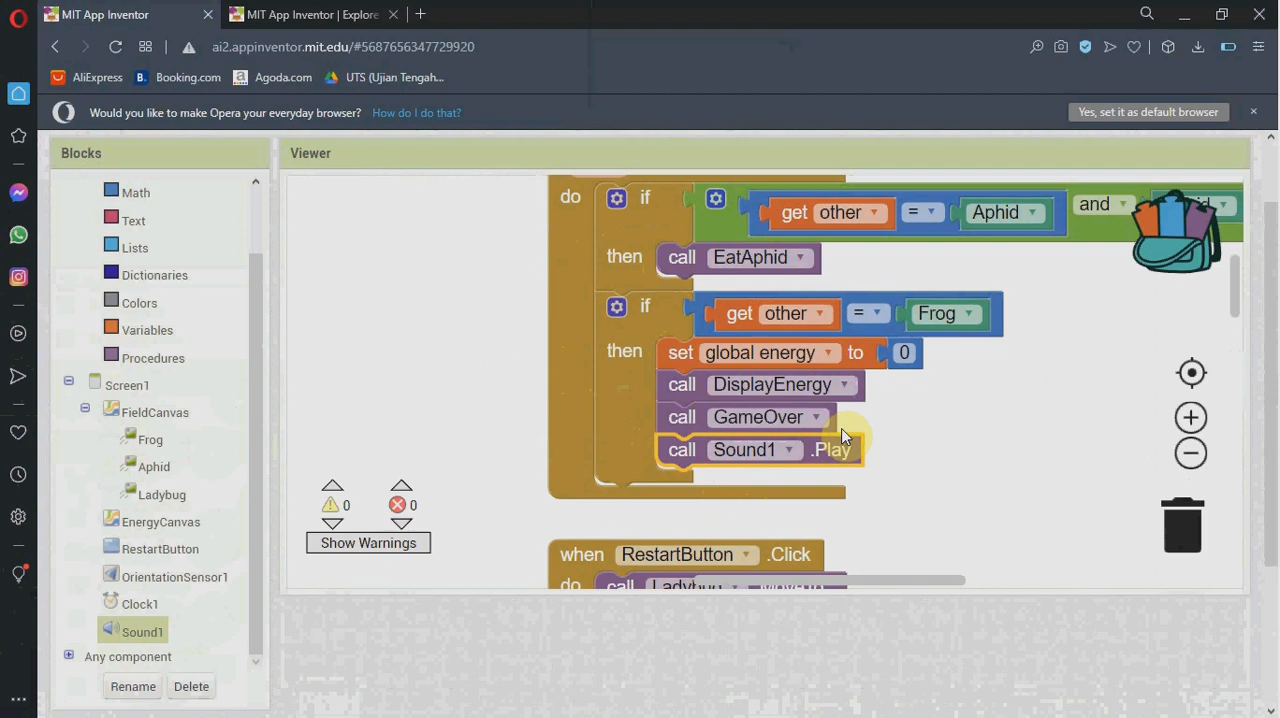 MIT App Inventor
MIT App Inventor | Explore
ai2.appinventor.mit.edu/#5687656347729920
AliExpress
Booking.com
Agoda.com
UTS (Ujian Tengah...
Would you like to make Opera your everyday browser? How do I do that?
Yes, set it as default browser
Blocks
Viewer
Math
Text
Lists
Dictionaries
Colors
Variables
Procedures
Screen1
FieldCanvas
Frog
Aphid
Ladybug
EnergyCanvas
RestartButton
OrientationSensor1
Clock1
Sound1
Any component
Rename
Delete
do if get other = Aphid and
then call EatAphid
if get other = Frog
then set global energy to 0
call DisplayEnergy
call GameOver
call Sound1 .Play
0 0
Show Warnings
when RestartButton .Click
do call